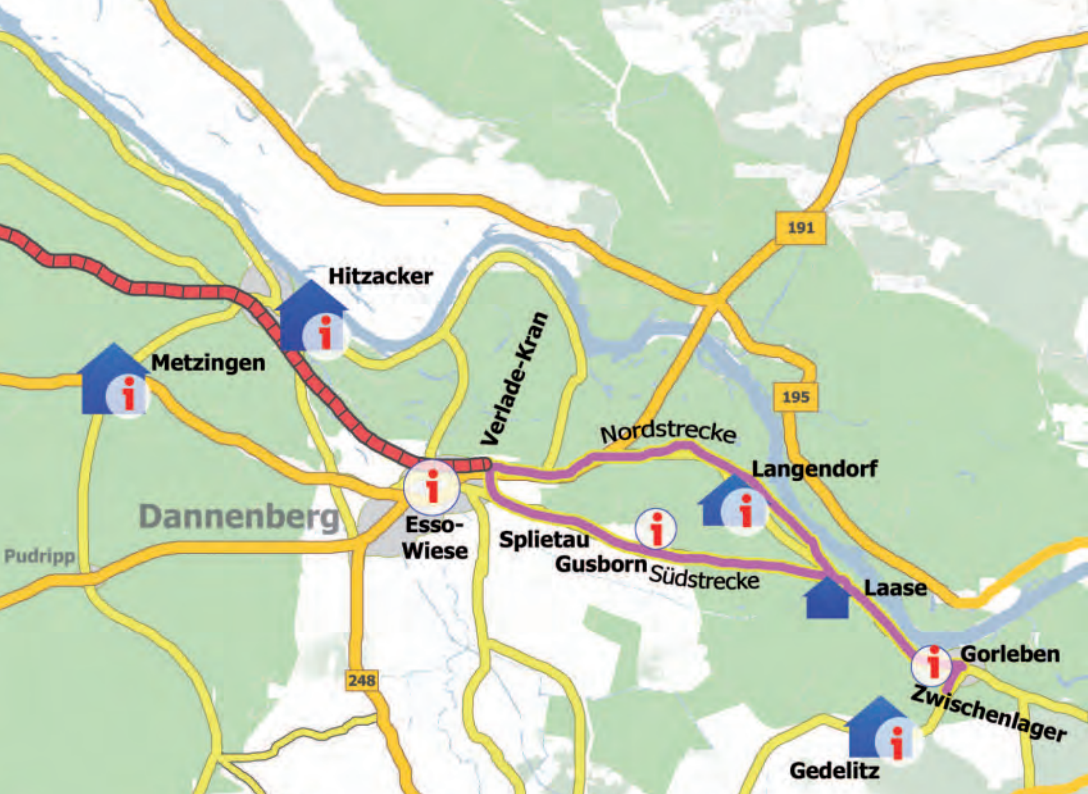 191
Hitzacker
Verlade-Kran
Metzingen
195
Nordstrecke
Langendorf
i
i
i
i
Dannenberg
Esso-
Wiese
i
Splietau
Gusborn
Südstrecke
Pudripp
Laase
i
Gorleben
248
Zwischenlager
i
Gedelitz